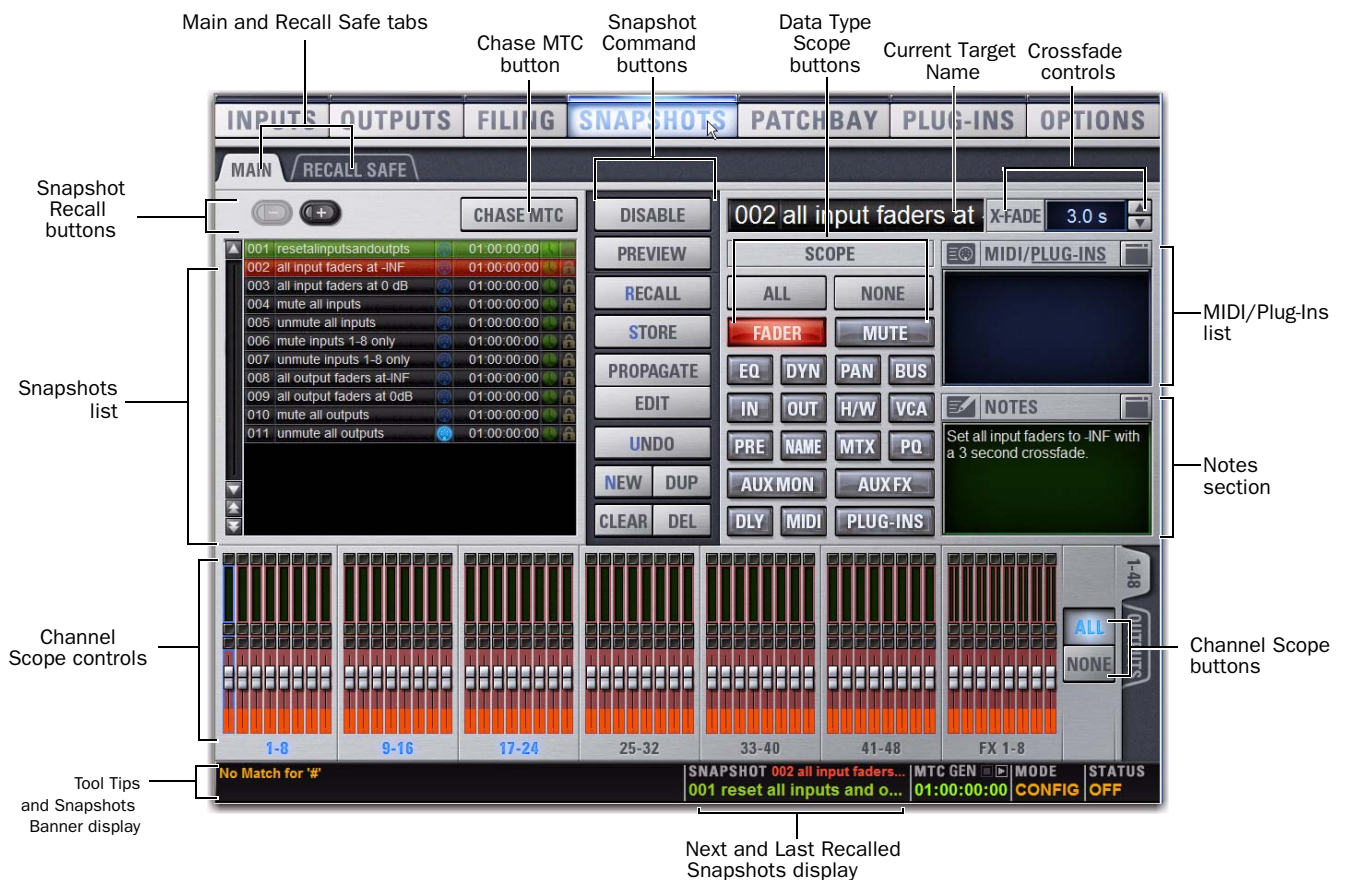 Main and Recall Safe tabs
Chase MTC
button
Snapshot
Command
buttons
Data Type
Scope
buttons
Current Target
Name
Crossfade
controls
INPUTS OUTPUTS FILING SNAPSHOTS PATCHBAY PLUG-INS OPTIONS
MAIN RECALL SAFE
Snapshot
Recall
buttons
- +
CHASE MTC
DISABLE
002 all input faders at
X-FADE 3.0 s
001 resetalinputsandoutpts 01:00:00:00
002 all input faders at -INF 01:00:00:00
003 all input faders at 0 dB 01:00:00:00
004 mute all inputs 01:00:00:00
005 unmute all inputs 01:00:00:00
006 mute inputs 1-8 only 01:00:00:00
007 unmute inputs 1-8 only 01:00:00:00
008 all output faders at-INF 01:00:00:00
009 all output faders at 0dB 01:00:00:00
010 mute all outputs 01:00:00:00
011 unmute all outputs 01:00:00:00
Snapshots
list
PREVIEW
RECALL
STORE
PROPAGATE
EDIT
UNDO
NEW DUP
CLEAR DEL
SCOPE
ALL NONE
FADER MUTE
EQ DYN PAN BUS
IN OUT H/W VCA
PRE NAME MTX PQ
AUX MON AUX FX
DLY MIDI PLUG-INS
MIDI/PLUG-INS
MIDI/Plug-Ins
list
NOTES
Set all input faders to -INF with
a 3 second crossfade.
Notes
section
Channel
Scope controls
1-48
OUTPUTS
ALL
NONE
Channel Scope
buttons
1-8 9-16 17-24 25-32 33-40 41-48 FX 1-8
Tool Tips
and Snapshots
Banner display
No Match for '#'
SNAPSHOT 002 all input faders...
001 reset all inputs and o...
MTC GEN
01:00:00:00
MODE
CONFIG
STATUS
OFF
Next and Last Recalled
Snapshots display